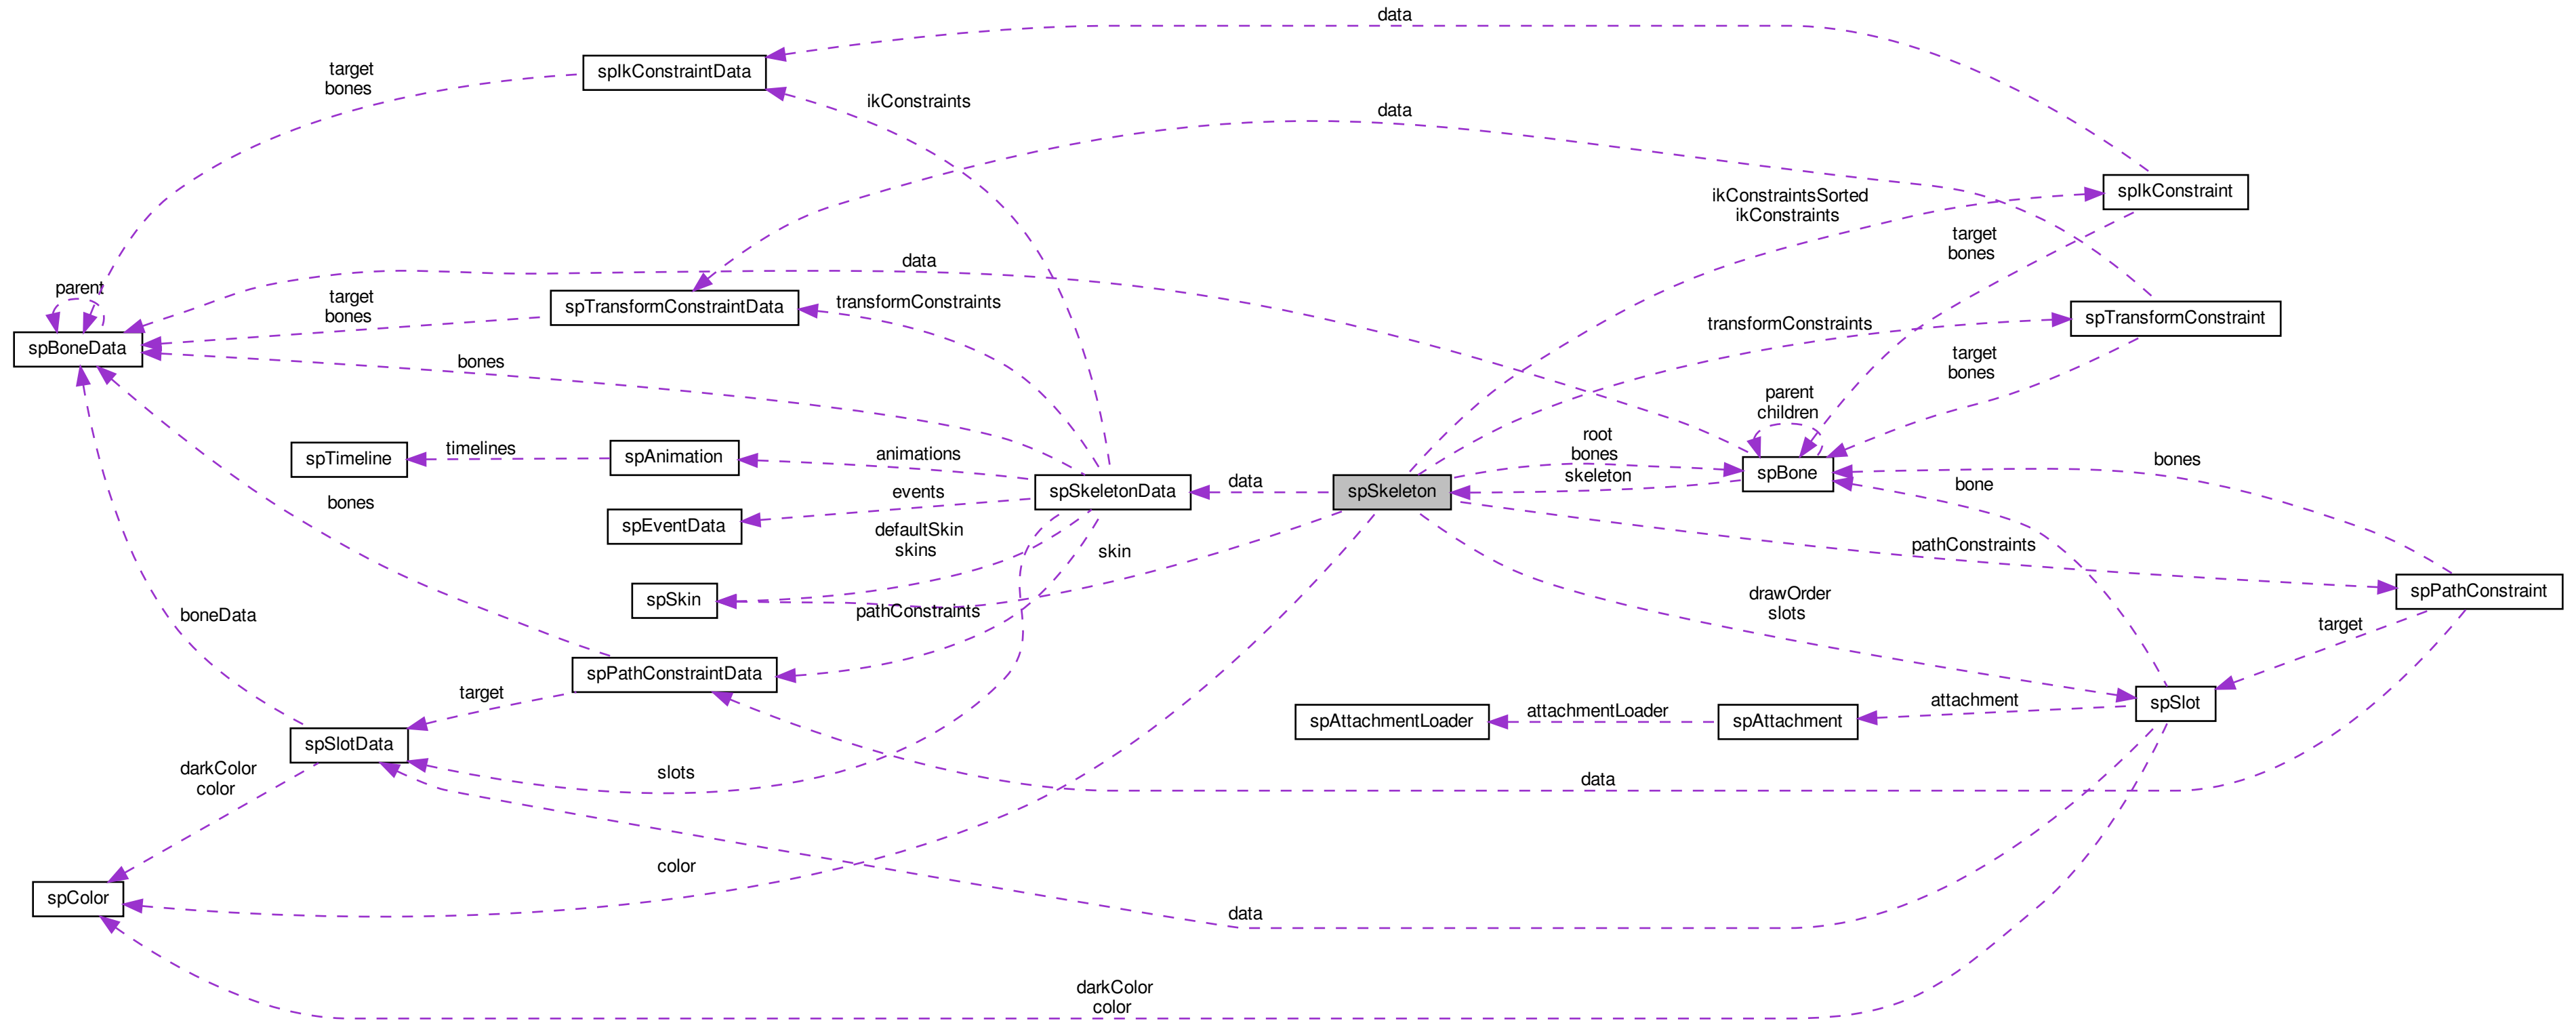 data
spIkConstraintData
target
bones
ikConstraints
data
spIkConstraint
ikConstraintsSorted
ikConstraints
target
bones
data
parent
target
bones
spTransformConstraintData
transformConstraints
spTransformConstraint
transformConstraints
spBoneData
bones
target
bones
parent
children
spTimeline
timelines
spAnimation
animations
root
bones
skeleton
spBone
bones
bone
spSkeletonData
data
spSkeleton
events
spEventData
bones
defaultSkin
skins
skin
pathConstraints
spSkin
pathConstraints
spPathConstraint
boneData
drawOrder
slots
target
spPathConstraintData
target
spSlot
attachment
spAttachment
attachmentLoader
spAttachmentLoader
spSlotData
darkColor
color
slots
data
color
spColor
data
darkColor
color